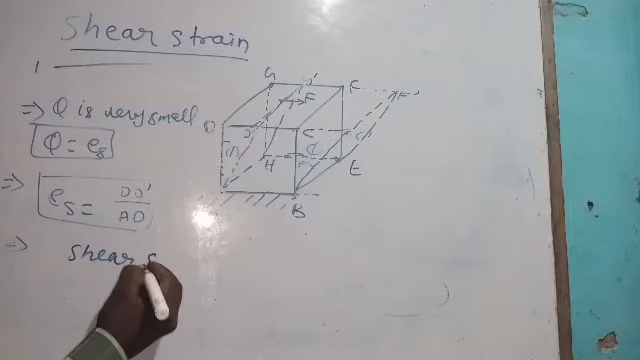 Shear strain
⇒ Q is very small
Q = es
⇒ es = DD'/AD
⇒ Shear s
G
F
F'
D
D'
C
C'
F
Φ
H
E
B